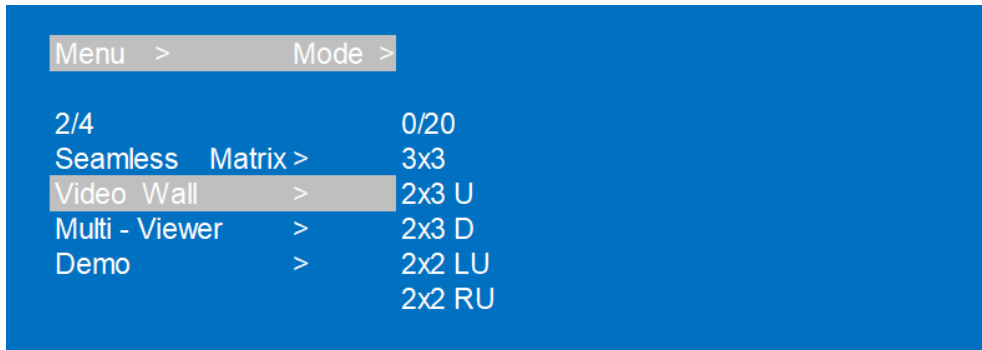 Menu > Mode >
2/4 0/20
Seamless Matrix > 3x3
Video Wall > 2x3 U
Multi - Viewer > 2x3 D
Demo > 2x2 LU
2x2 RU